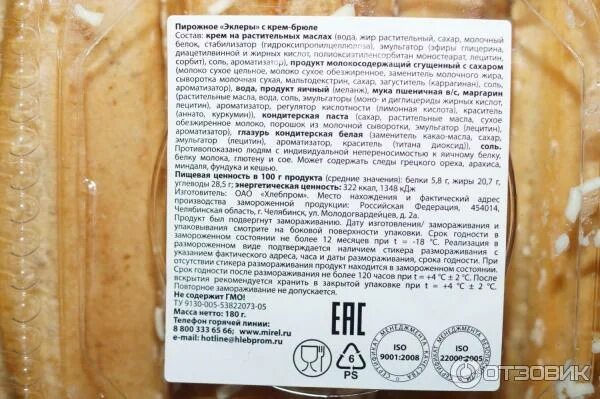 Пирожное "Эклеры" с крем-брюле
Состав: крем на растительных маслах (вода, жир растительный, сахар, молочный
белок, стабилизатор (гидроксипропилцеллюлоза), эмульгатор (эфиры глицерина,
диацетилвинной и жирных кислот, полиоксиэтиленсорбитан моностеарат, лецитин,
сорбит), соль, ароматизатор), продукт молокосодержащий сгущенный с сахаром
(молоко сухое цельное, молоко сухое обезжиренное, заменитель молочного жира,
сыворотка молочная сухая, мальтодекстрин, сахар, загуститель (каррагинан), соль,
ароматизатор), вода, продукт яичный (меланж), мука пшеничная в/с, маргарин
(растительные масла, вода, соль, эмульгаторы (моно- и диглицериды жирных кислот,
лецитин), ароматизатор, регулятор кислотности (лимонная кислота), краситель
(аннато, куркумин)), кондитерская паста (сахар, растительные масла, сухое
обезжиренное молоко, порошок из молочной сыворотки, эмульгатор (лецитин),
ароматизатор), глазурь кондитерская белая (заменитель какао-масла, сахар,
эмульгатор (лецитин), ароматизатор, краситель (титана диоксид)), соль.
Противопоказано людям с индивидуальной непереносимостью к яичному белку,
белку молока, глютену и сое. Может содержать следы грецкого ореха, арахиса,
миндаля, фундука и кешью.
Пищевая ценность в 100 г продукта (средние значения): белки 5,8 г, жиры 20,7 г,
углеводы 28,5 г; энергетическая ценность: 322 ккал, 1348 кДж
Изготовитель: ОАО «Хлебпром». Место нахождения и фактический адрес
производства замороженной продукции: Российская Федерация, 454014,
Челябинская область, г. Челябинск, ул. Молодогвардейцев, д. 2а.
Продукт был подвергнут замораживанию. Дату изготовления / замораживания и
упаковывания смотрите на боковой поверхности упаковки. Срок годности в
замороженном состоянии не более 12 месяцев при t = -18 °C. Реализация в
размороженном виде подтверждается наличием стикера размораживания с
указанием фактического адреса, часа и даты размораживания, срока годности. При
отсутствии стикера размораживания продукт находится в замороженном состоянии.
Срок годности после размораживания не более 120 часов при t = +4 °C ± 2 °C. После
вскрытия рекомендуется хранить в закрытой упаковке при t = +4 °C ± 2 °C.
Повторное замораживание не допускается.
Не содержит ГМО!
ТУ 9130-005-53822073-05
Масса нетто: 180 г.
Телефон горячей линии:
8 800 333 65 66; www.mirel.ru
e-mail: hotline@hlebprom.ru
EAC
6
PS
СЕРТИФИКАТ МЕНЕДЖМЕНТА КАЧЕСТВА
ISO
9001:2008
ISO
22000:2005
ОТЗОВИК